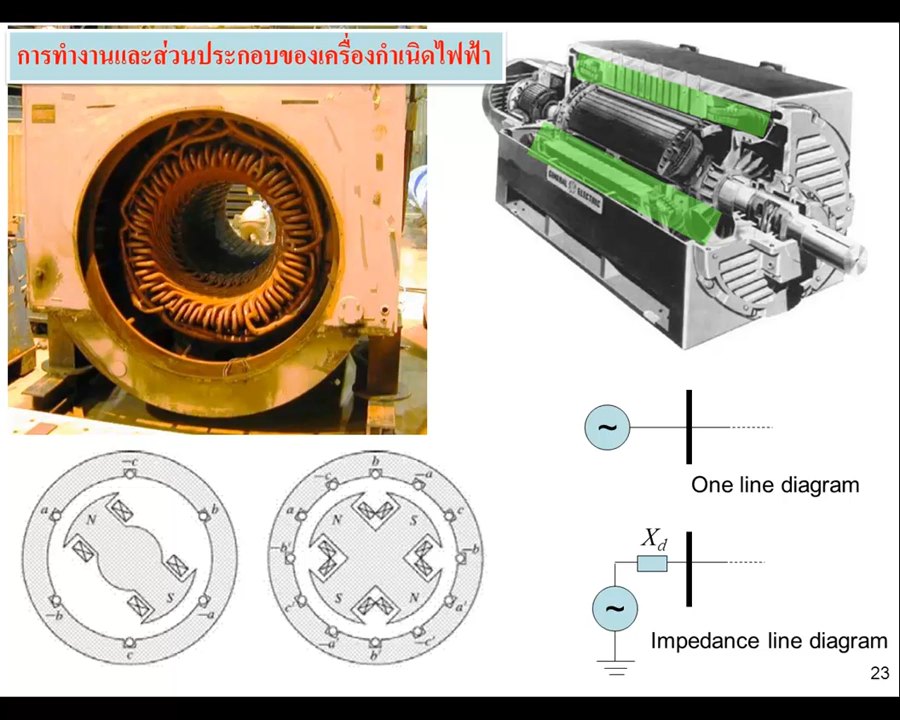 การทำงานและส่วนประกอบของเครื่องกำเนิดไฟฟ้า
GENERAL ELECTRIC
~
One line diagram
X_d
~
Impedance line diagram
–c
a
b
N
S
–b
–a
c
b
–c
–a
a
c
N
S
–b'
–b
S
N
c'
a'
–a'
–c'
b'
23